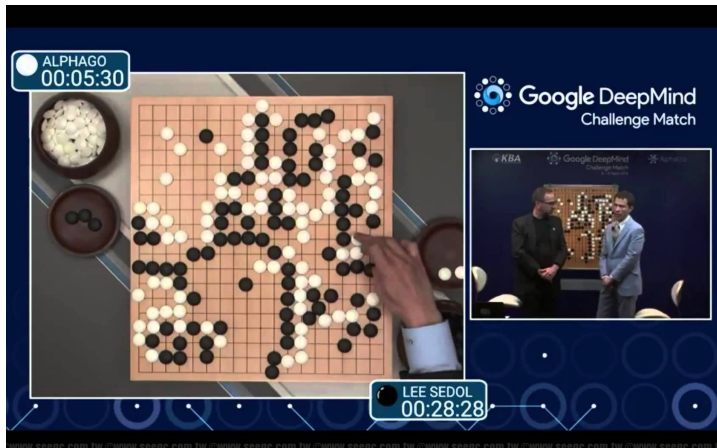 ALPHAGO
00:05:30
Google DeepMind
Challenge Match
KBA
Google DeepMind
Challenge Match
LEE SEDOL
00:28:28